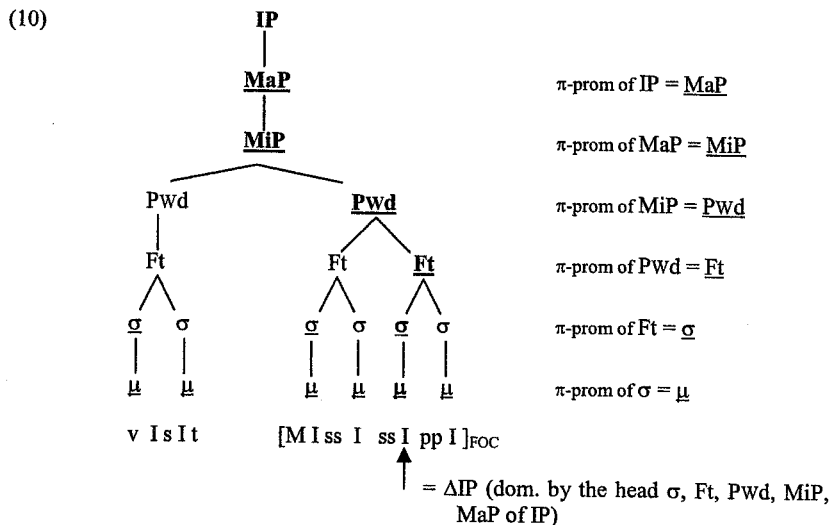 (10) IP
MaP π-prom of IP = MaP
MiP π-prom of MaP = MiP
PWd PWd π-prom of MiP = PWd
Ft Ft Ft π-prom of PWd = Ft
σ σ σ σ σ σ π-prom of Ft = σ
μ μ μ μ μ μ π-prom of σ = μ
v I s I t [M I ss I ss I pp I]FOC
= ΔIP (dom. by the head σ, Ft, PWd, MiP,
MaP of IP)